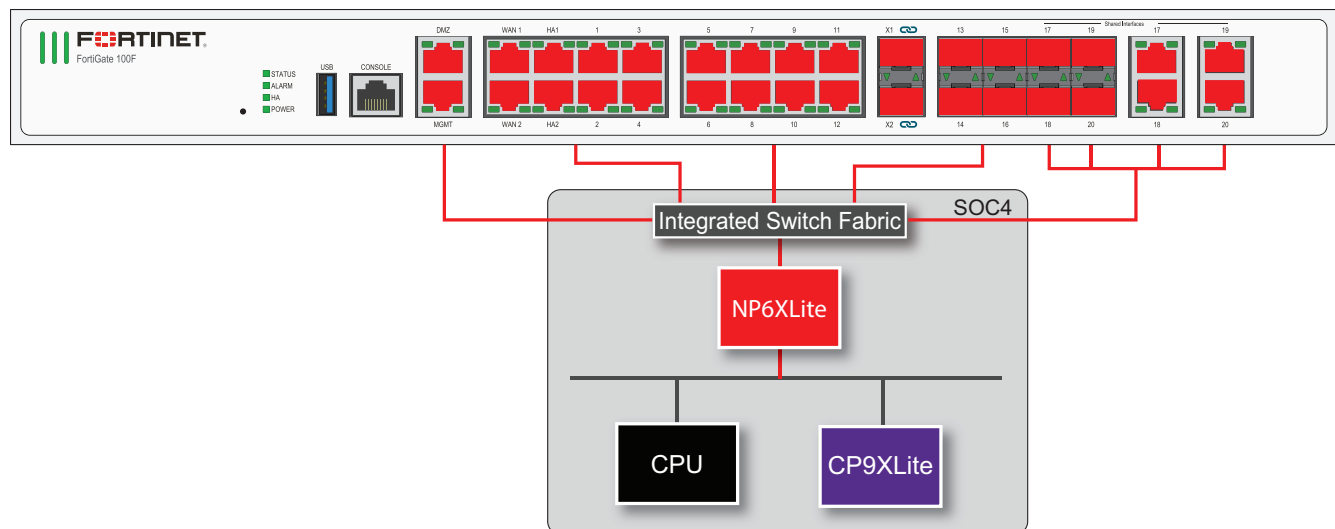 Shared Interfaces
DMZ WAN 1 HA1 1 3 5 7 9 11 X1 13 15 17 19 17 19
FORTINET.
FortiGate 100F
USB CONSOLE
STATUS
ALARM
HA
POWER
MGMT WAN 2 HA2 2 4 6 8 10 12 X2 14 16 18 20 18 20
SOC4
Integrated Switch Fabric
NP6XLite
CPU CP9XLite